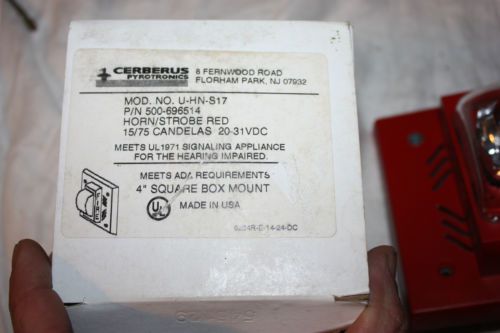 CERBERUS
PYROTRONICS
8 FERNWOOD ROAD
FLORHAM PARK, NJ 07932
MOD. NO. U-HN-S17
P/N 500-696514
HORN/STROBE RED
15/75 CANDELAS 20-31VDC
MEETS UL1971 SIGNALING APPLIANCE
FOR THE HEARING IMPAIRED.
MEETS ADA REQUIREMENTS
4" SQUARE BOX MOUNT
UL
MADE IN USA